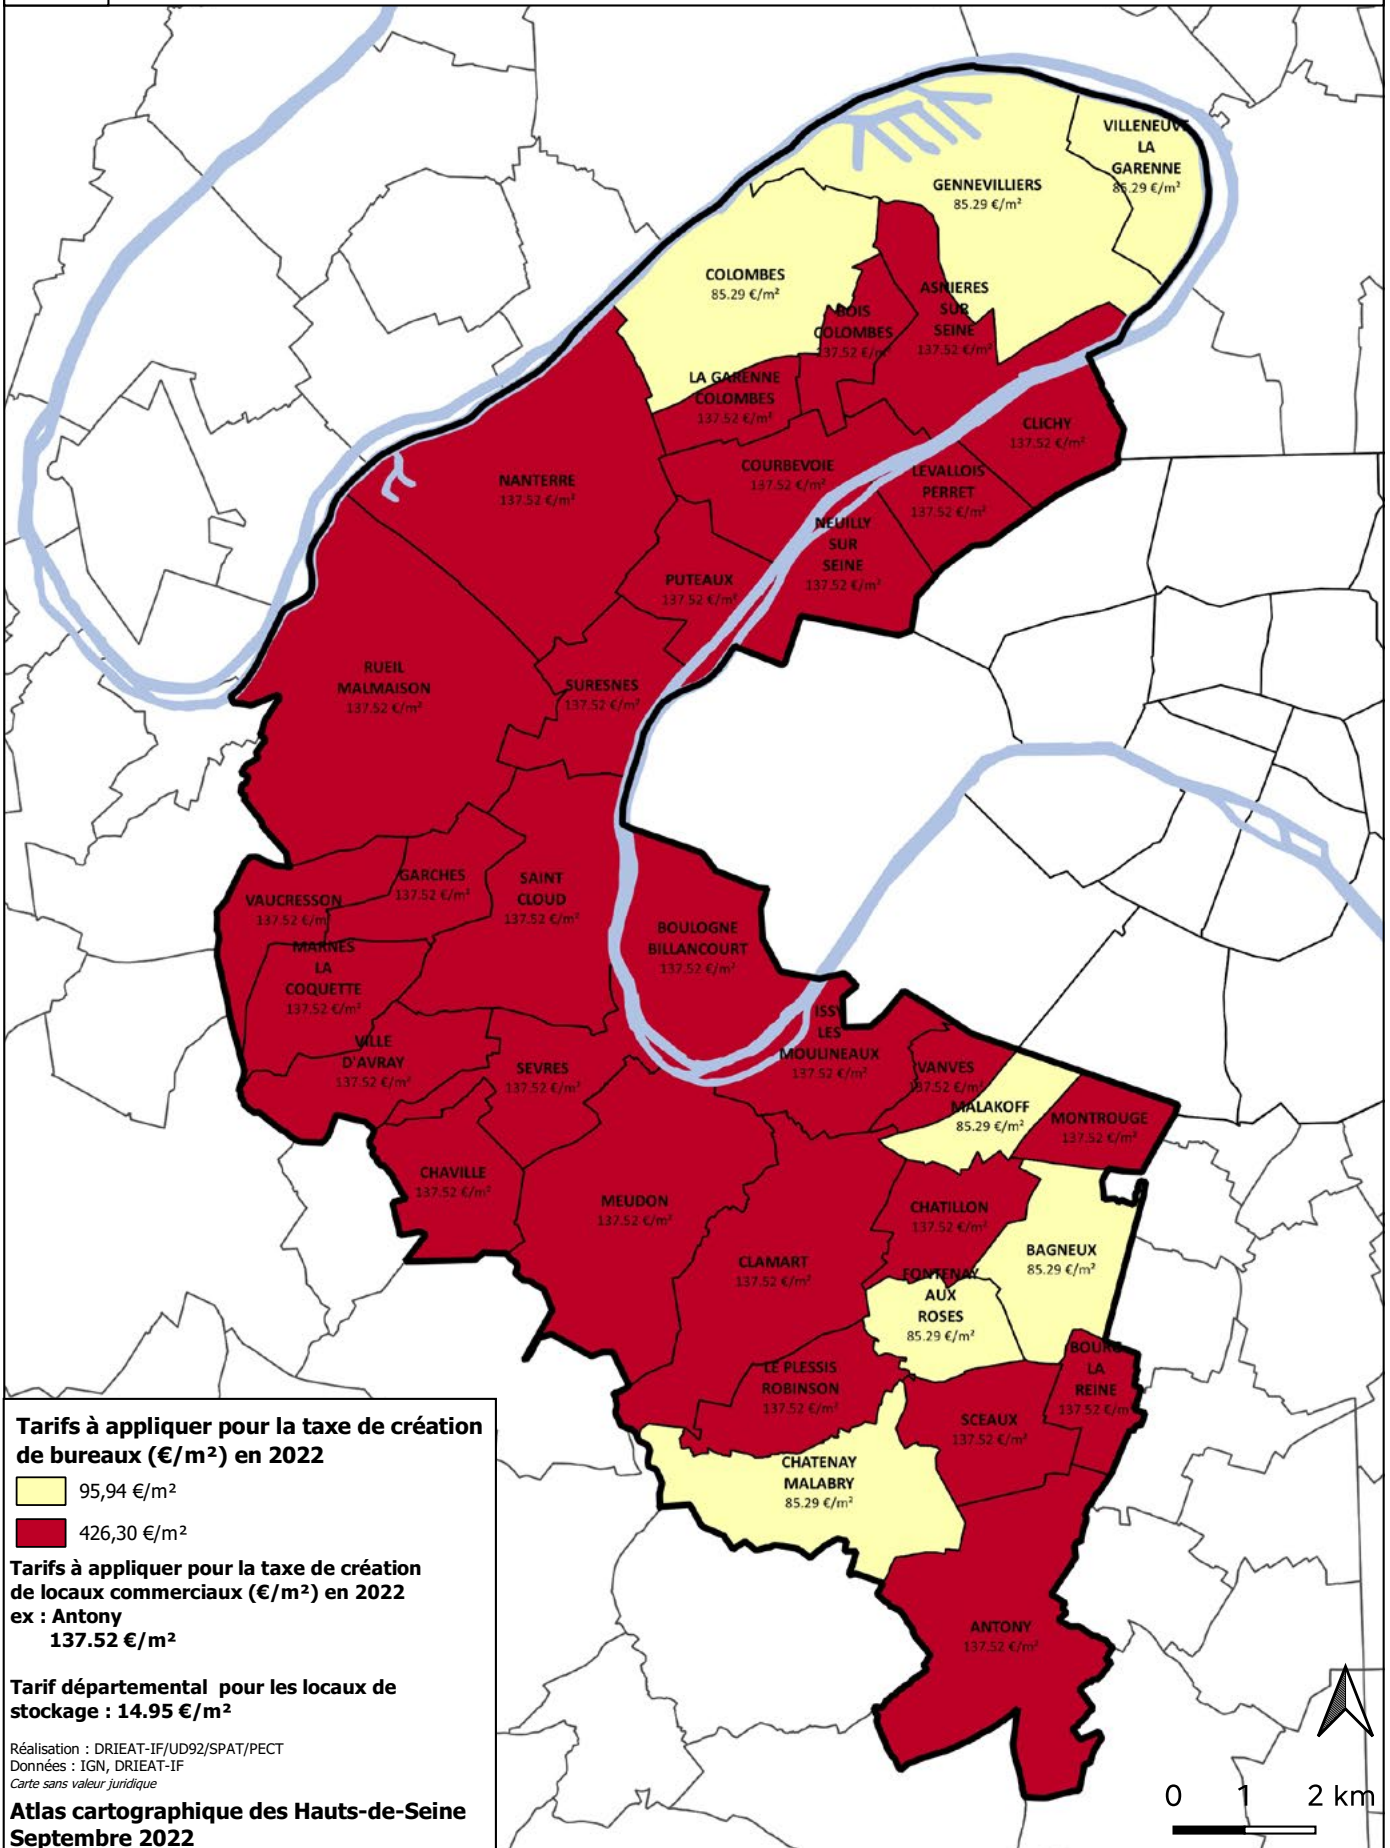 VILLENEUVE
LA
GARENNE
85.29 €/m²
GENNEVILLIERS
85.29 €/m²
COLOMBES
85.29 €/m²
ASNIERES
SUR
SEINE
137.52 €/m²
BOIS
COLOMBES
137.52 €/m²
LA GARENNE
COLOMBES
137.52 €/m²
CLICHY
137.52 €/m²
COURBEVOIE
137.52 €/m²
LEVALLOIS
PERRET
137.52 €/m²
NANTERRE
137.52 €/m²
NEUILLY
SUR
SEINE
137.52 €/m²
PUTEAUX
137.52 €/m²
RUEIL
MALMAISON
137.52 €/m²
SURESNES
137.52 €/m²
GARCHES
137.52 €/m²
SAINT
CLOUD
137.52 €/m²
VAUCRESSON
137.52 €/m
BOULOGNE
BILLANCOURT
137.52 €/m²
MARNES
LA
COQUETTE
137.52 €/m²
ISSY
LES
MOULINEAUX
137.52 €/m²
VILLE
D'AVRAY
137.52 €/m²
SEVRES
137.52 €/m²
VANVES
137.52 €/m²
MALAKOFF
85.29 €/m²
MONTROUGE
137.52 €/m²
CHAVILLE
137.52 €/m²
MEUDON
137.52 €/m²
CHATILLON
137.52 €/m²
BAGNEUX
85.29 €/m²
CLAMART
137.52 €/m²
FONTENAY
AUX
ROSES
85.29 €/m²
BOURG
LA
REINE
137.52 €/m
LE PLESSIS
ROBINSON
137.52 €/m²
SCEAUX
137.52 €/m²
CHATENAY
MALABRY
85.29 €/m²
ANTONY
137.52 €/m²
Tarifs à appliquer pour la taxe de création
de bureaux (€/m²) en 2022
95,94 €/m²
426,30 €/m²
Tarifs à appliquer pour la taxe de création
de locaux commerciaux (€/m²) en 2022
ex : Antony
137.52 €/m²
Tarif départemental pour les locaux de
stockage : 14.95 €/m²
Réalisation : DRIEAT-IF/UD92/SPAT/PECT
Données : IGN, DRIEAT-IF
Carte sans valeur juridique
Atlas cartographique des Hauts-de-Seine
Septembre 2022
0 1 2 km